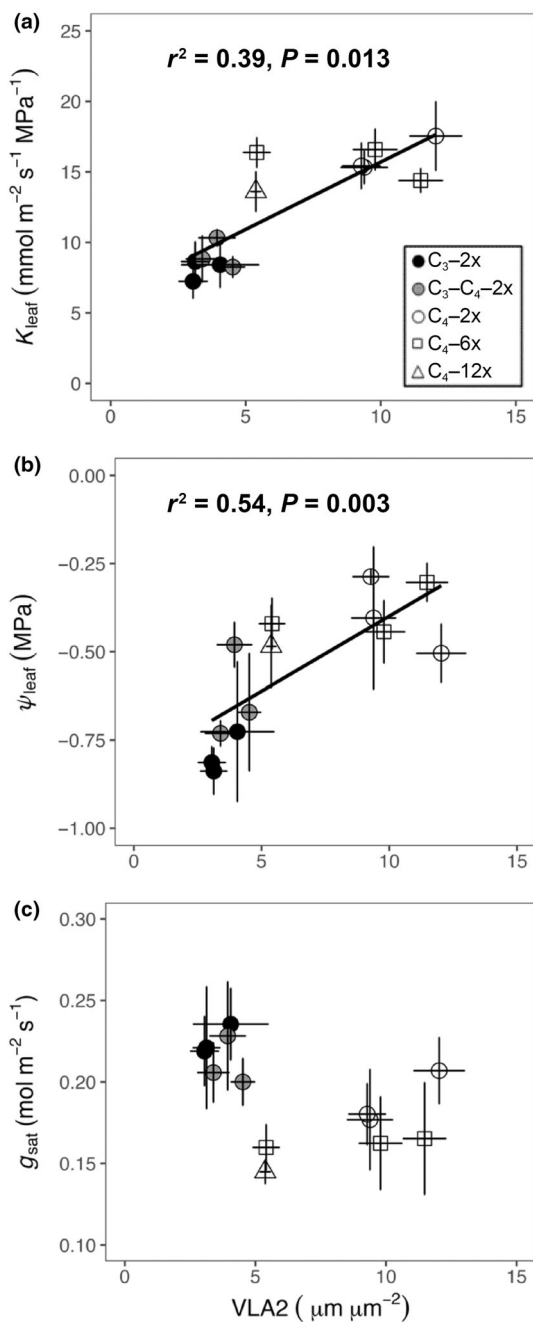 (a)
r² = 0.39, P = 0.013
25
20
15
10
5
0
K_leaf (mmol m⁻² s⁻¹ MPa⁻¹)
C₃–2x
C₃–C₄–2x
C₄–2x
C₄–6x
C₄–12x
0 5 10 15
(b)
r² = 0.54, P = 0.003
0.00
−0.25
−0.50
−0.75
−1.00
ψ_leaf (MPa)
0 5 10 15
(c)
0.30
0.25
0.20
0.15
0.10
g_sat (mol m⁻² s⁻¹)
0 5 10 15
VLA2 ( μm μm⁻²)